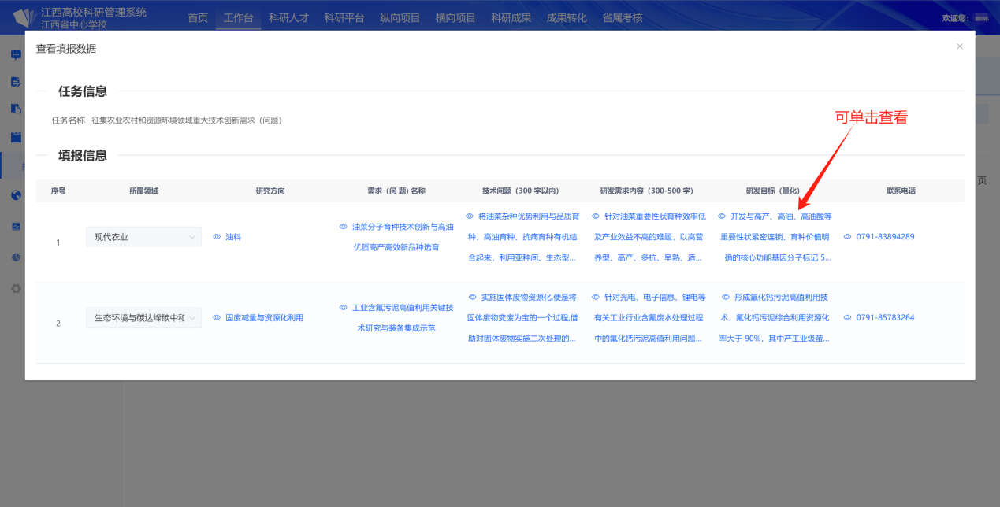 江西高校科研管理系统
江西省中心学校
首页 工作台 科研人才 科研平台 纵向项目 横向项目 科研成果 成果转化 省属考核
欢迎您:
查看填报数据
任务信息
任务名称 征集农业农村和资源环境领域重大技术创新需求（问题）
可单击查看
填报信息
页
序号 所属领域 研究方向 需求（问 题) 名称 技术问题（300 字以内） 研发需求内容（300-500 字） 研发目标（量化） 联系电话
1
现代农业
油料
油菜分子育种技术创新与高油
优质高产高效新品种选育
将油菜杂种优势利用与品质育
种、高油育种、抗病育种有机结
合起来，利用亚种间、生态型...
针对油菜重要性状育种效率低
及产业效益不高的难题，以高营
养型、高产、多抗、早熟、适...
开发与高产、高油、高油酸等
重要性状紧密连锁、育种价值明
确的核心功能基因分子标记 5...
0791-83894289
2
生态环境与碳达峰碳中和
固废减量与资源化利用
工业含氟污泥高值利用关键技
术研究与装备集成示范
实施固体废物资源化,便是将
固体废物变废为宝的一个过程,借
助对固体废物实施二次处理的...
针对光电、电子信息、锂电等
有关工业行业含氟废水处理过程
中的氟化钙污泥高值利用问题...
形成氟化钙污泥高值利用技
术，氟化钙污泥综合利用资源化
率大于 90%，其中产工业级萤...
0791-85783264